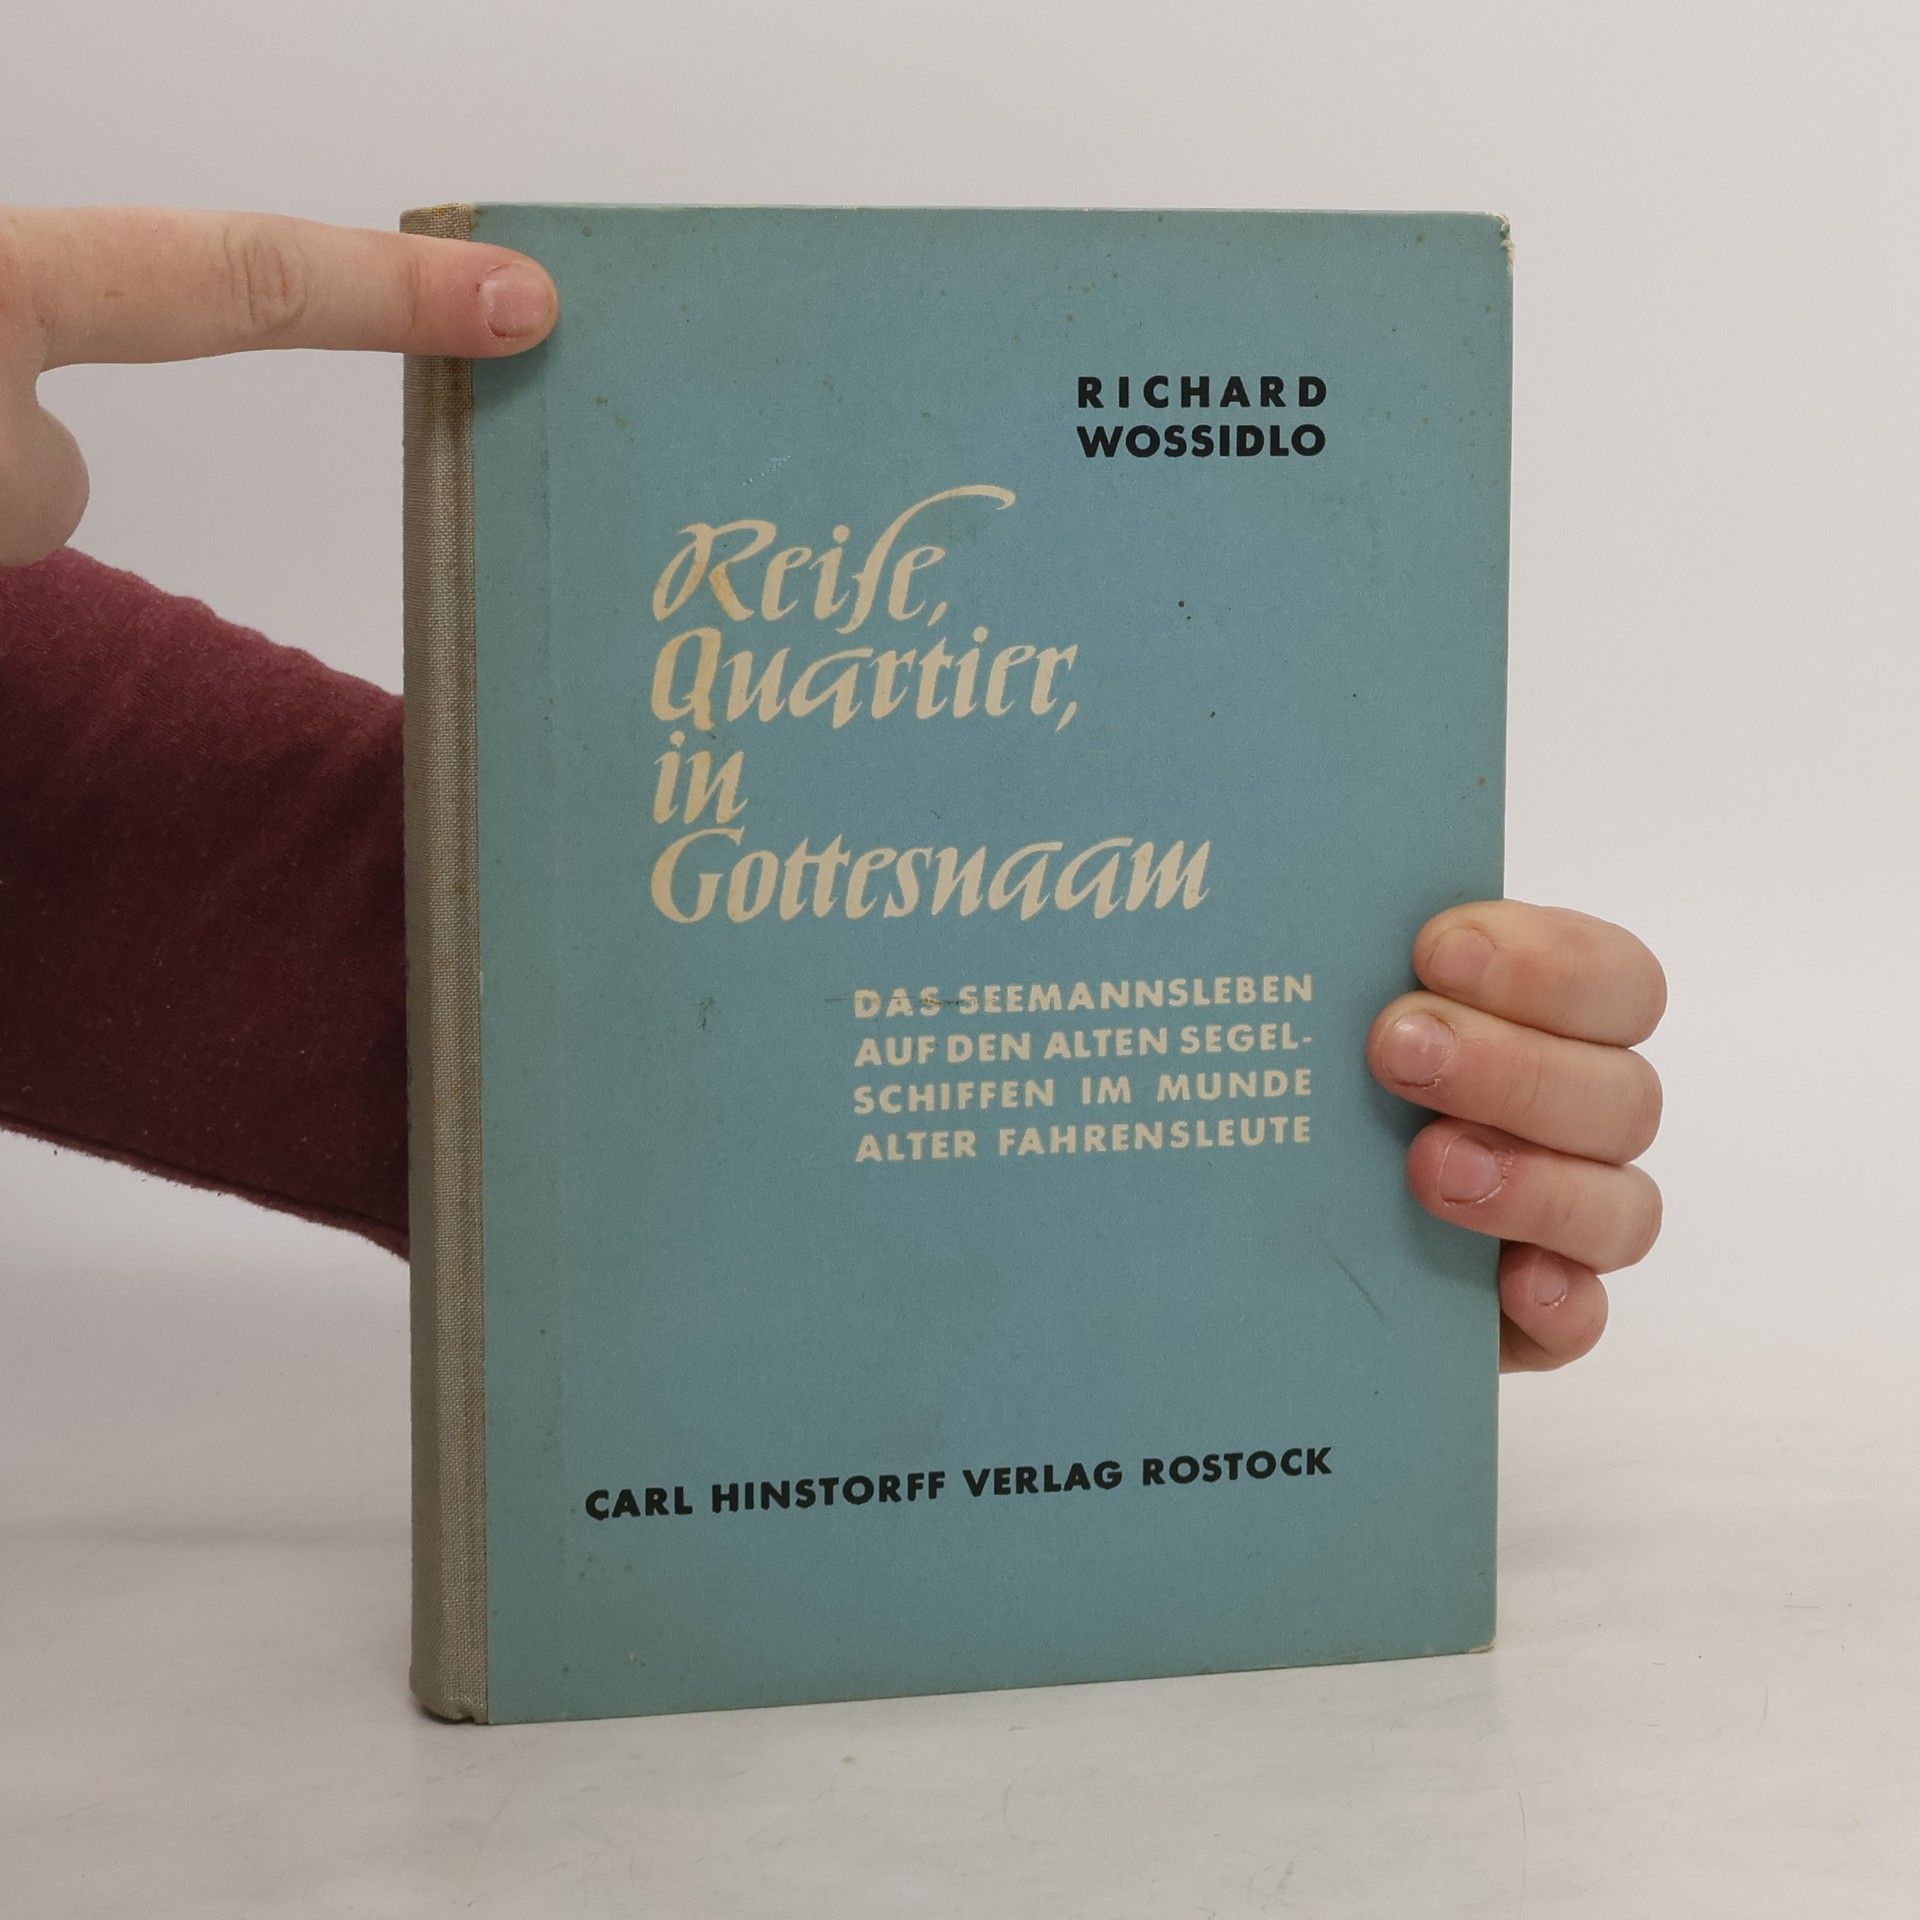 RICHARD
WOSSIDLO
Reiſe,
Quartier,
in
Gottesnaam
DAS SEEMANNSLEBEN
AUF DEN ALTEN SEGEL-
SCHIFFEN IM MUNDE
ALTER FAHRENSLEUTE
CARL HINSTORFF VERLAG ROSTOCK